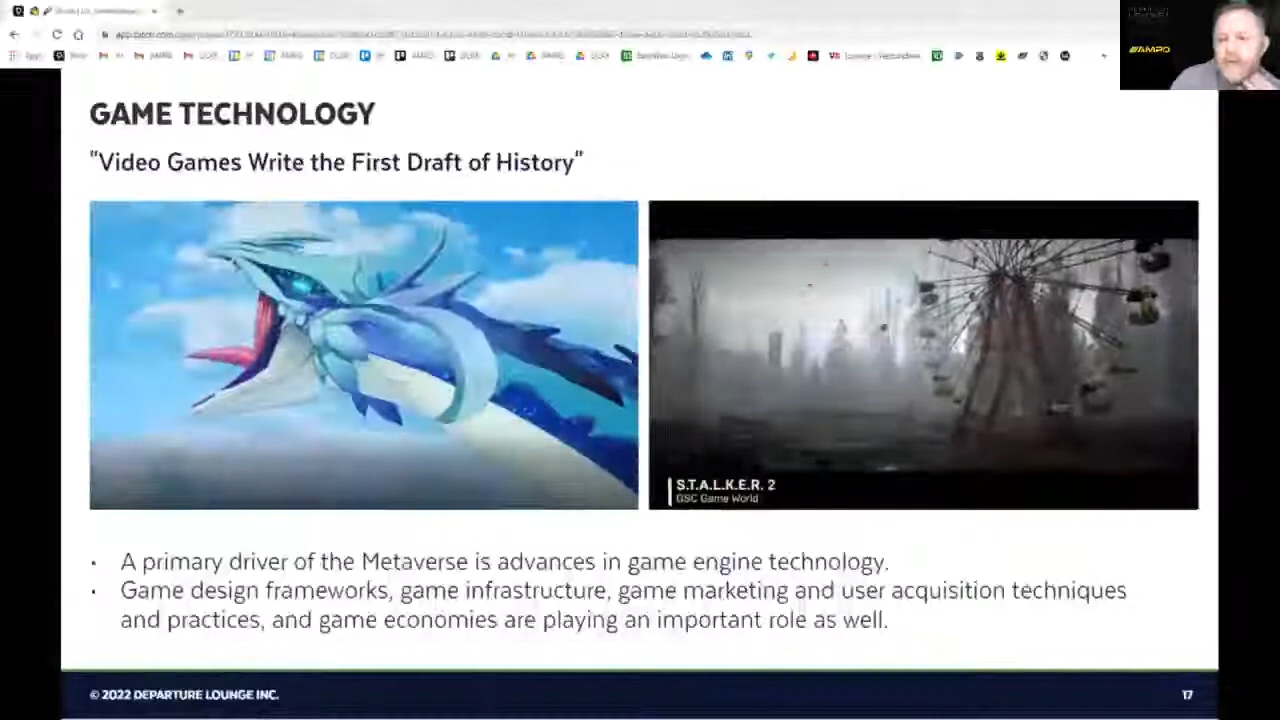 AMPD
GAME TECHNOLOGY
"Video Games Write the First Draft of History"
S.T.A.L.K.E.R. 2
GSC Game World
· A primary driver of the Metaverse is advances in game engine technology.
· Game design frameworks, game infrastructure, game marketing and user acquisition techniques
and practices, and game economies are playing an important role as well.
© 2022 DEPARTURE LOUNGE INC.
17